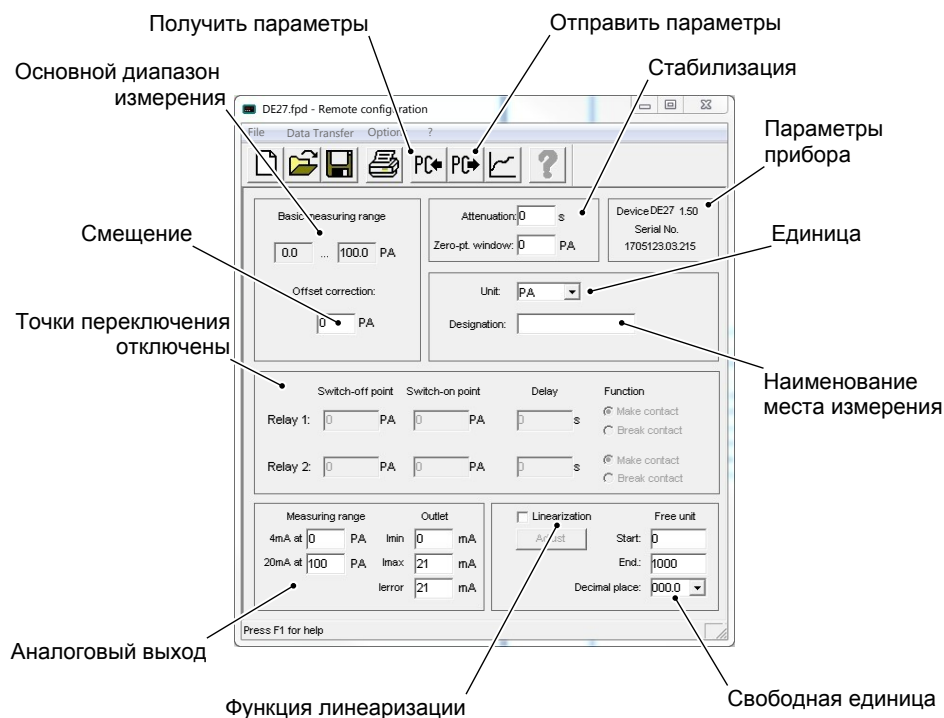 Получить параметры
Отправить параметры
Основной диапазон
измерения
Стабилизация
Параметры
прибора
DE27.fpd - Remote configuration
File Data Transfer Option ?
PC PC ?
Смещение
Basic measuring range
0.0 ... 100.0 PA
Offset correction:
0 PA
Attenuation: 0 s
Zero-pt. window: 0 PA
Device DE27 1.50
Serial No.
1705123.03.215
Единица
Unit: PA
Designation:
Точки переключения
отключены
Наименование
места измерения
Switch-off point Switch-on point Delay Function
Relay 1: 0 PA 0 PA 0 s Make contact
Break contact
Relay 2: 0 PA 0 PA 0 s Make contact
Break contact
Measuring range Outlet
4mA at 0 PA Imin 0 mA
20mA at 100 PA Imax 21 mA
Ierror 21 mA
Linearization Free unit
Adjust Start: 0
End.: 1000
Decimal place: 000.0
Press F1 for help
Аналоговый выход
Функция линеаризации
Свободная единица